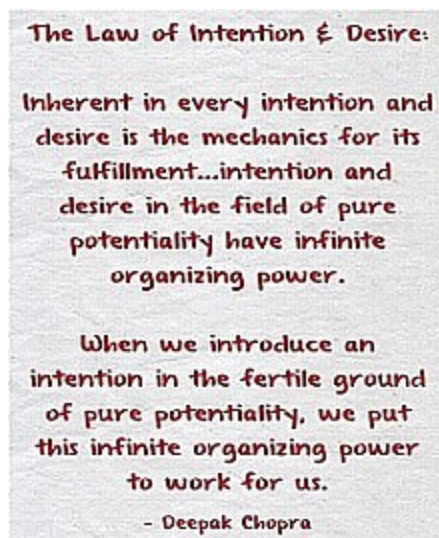 The Law of Intention & Desire:
Inherent in every intention and
desire is the mechanics for its
fulfillment...intention and
desire in the field of pure
potentiality have infinite
organizing power.
When we introduce an
intention in the fertile ground
of pure potentiality, we put
this infinite organizing power
to work for us.
- Deepak Chopra